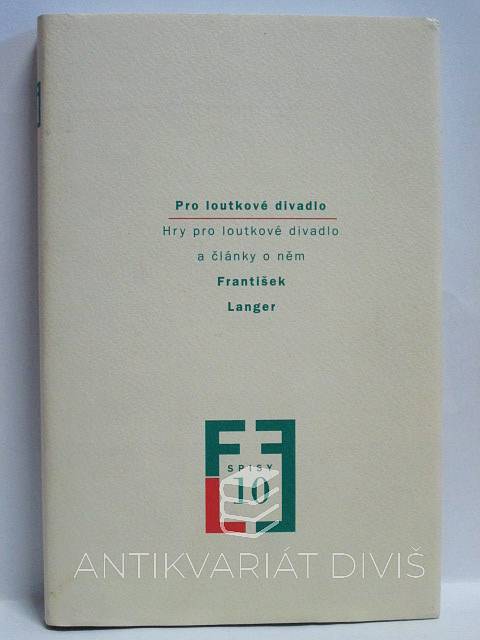 Pro loutkové divadlo
Hry pro loutkové divadlo
a články o něm
František
Langer
SPISY
10
ANTIKVARIÁT DIVIŠ